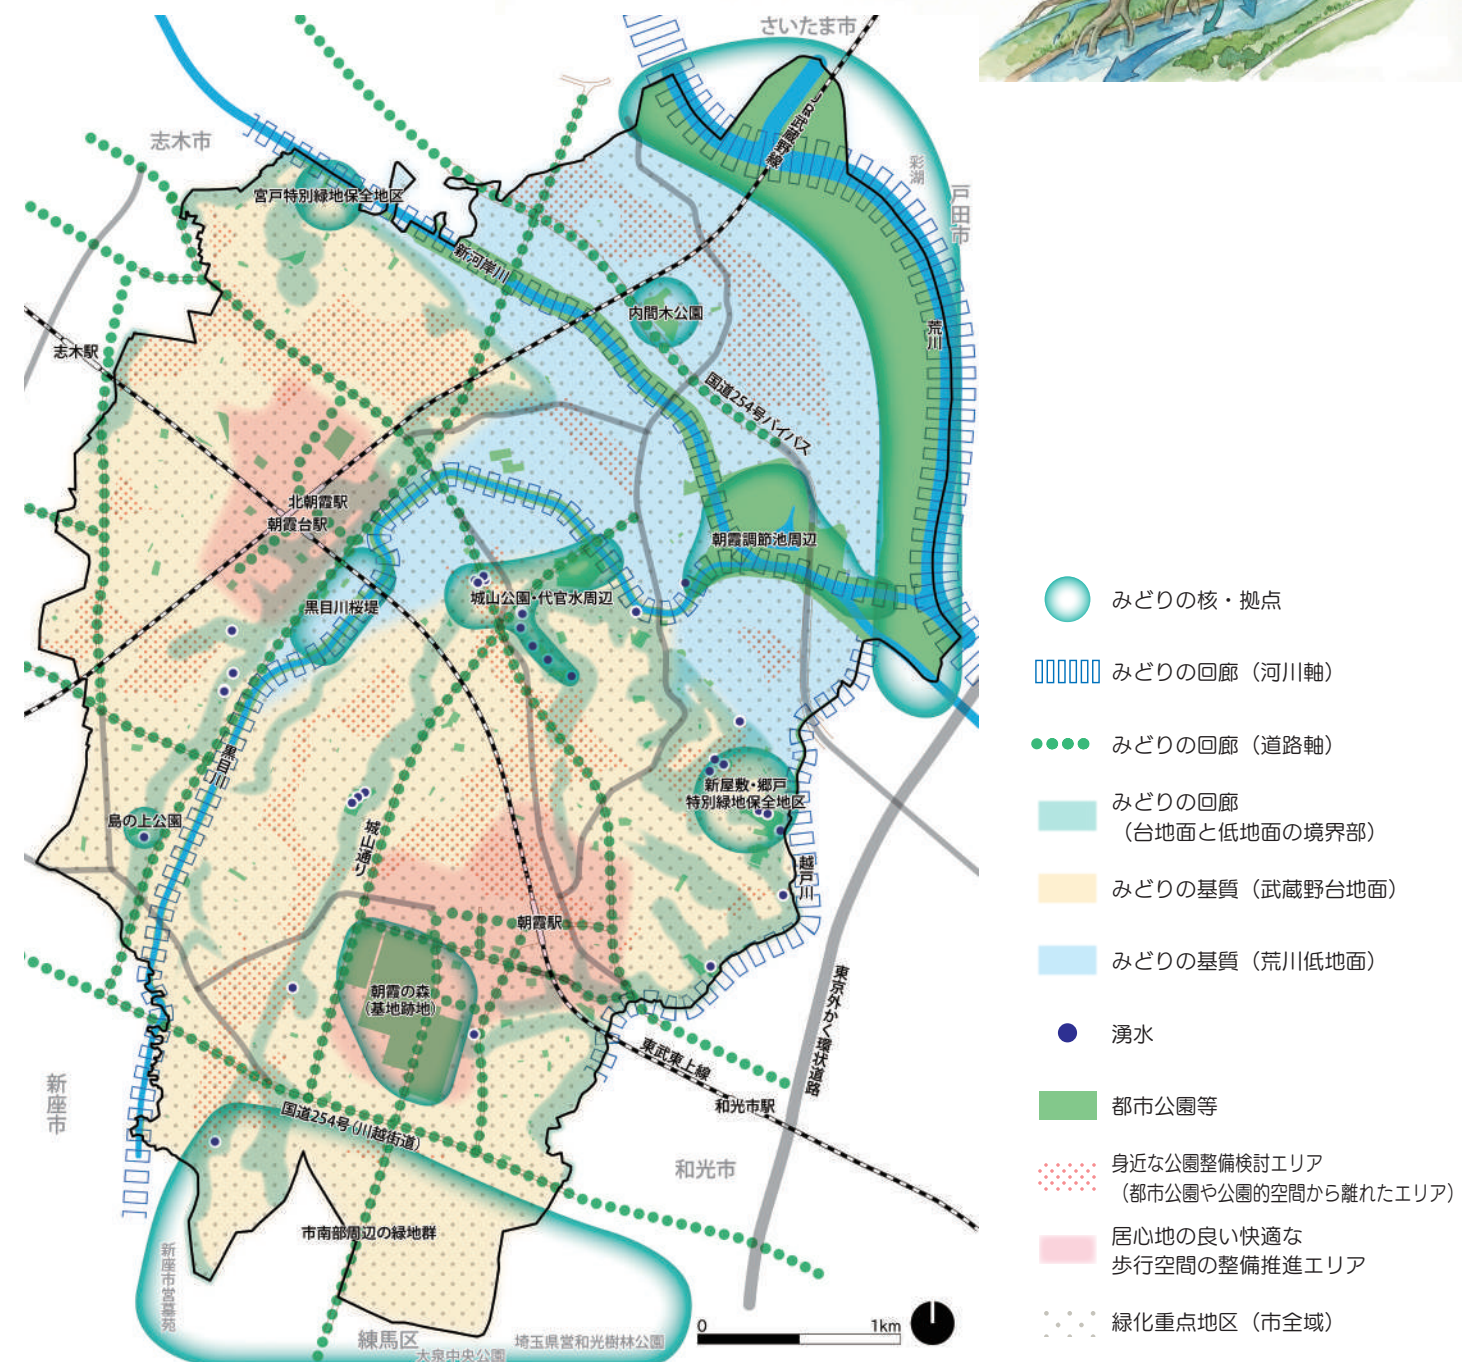 さいたま市
志木市
JR武蔵野線
彩湖
戸田市
宮戸特別緑地保全地区
新河岸川
内間木公園
荒川
志木駅
国道254号バイパス
北朝霞駅
朝霞台駅
朝霞調節池周辺
黒目川桜堤
城山公園・代官水周辺
黒目川
新屋敷・郷戸
特別緑地保全地区
島の上公園
城山通り
越戸川
朝霞駅
朝霞の森
(基地跡地)
東京外かく環状道路
東武東上線
和光市駅
新座市
国道254号(川越街道)
和光市
市南部周辺の緑地群
新座市営墓苑
練馬区
大泉中央公園
埼玉県営和光樹林公園
0
1km
みどりの核・拠点
みどりの回廊（河川軸）
みどりの回廊（道路軸）
みどりの回廊
（台地面と低地面の境界部）
みどりの基質（武蔵野台地面）
みどりの基質（荒川低地面）
湧水
都市公園等
身近な公園整備検討エリア
（都市公園や公園的空間から離れたエリア）
居心地の良い快適な
歩行空間の整備推進エリア
緑化重点地区（市全域）